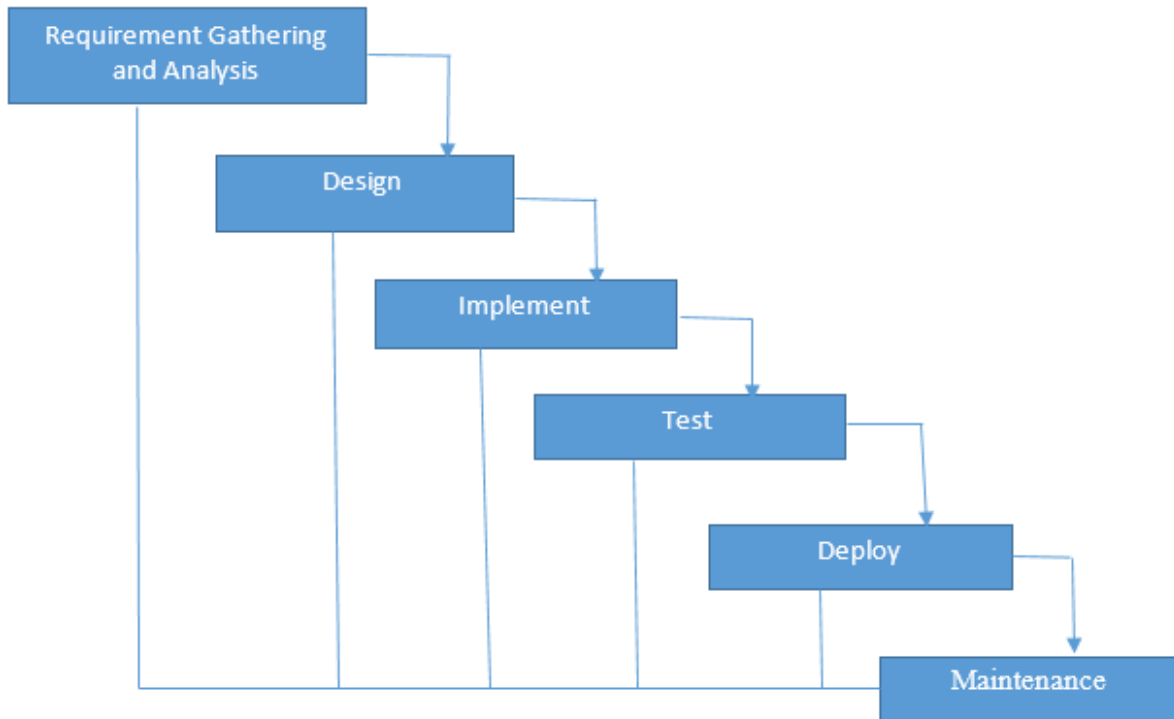 Requirement Gathering
and Analysis
Design
Implement
Test
Deploy
Maintenance